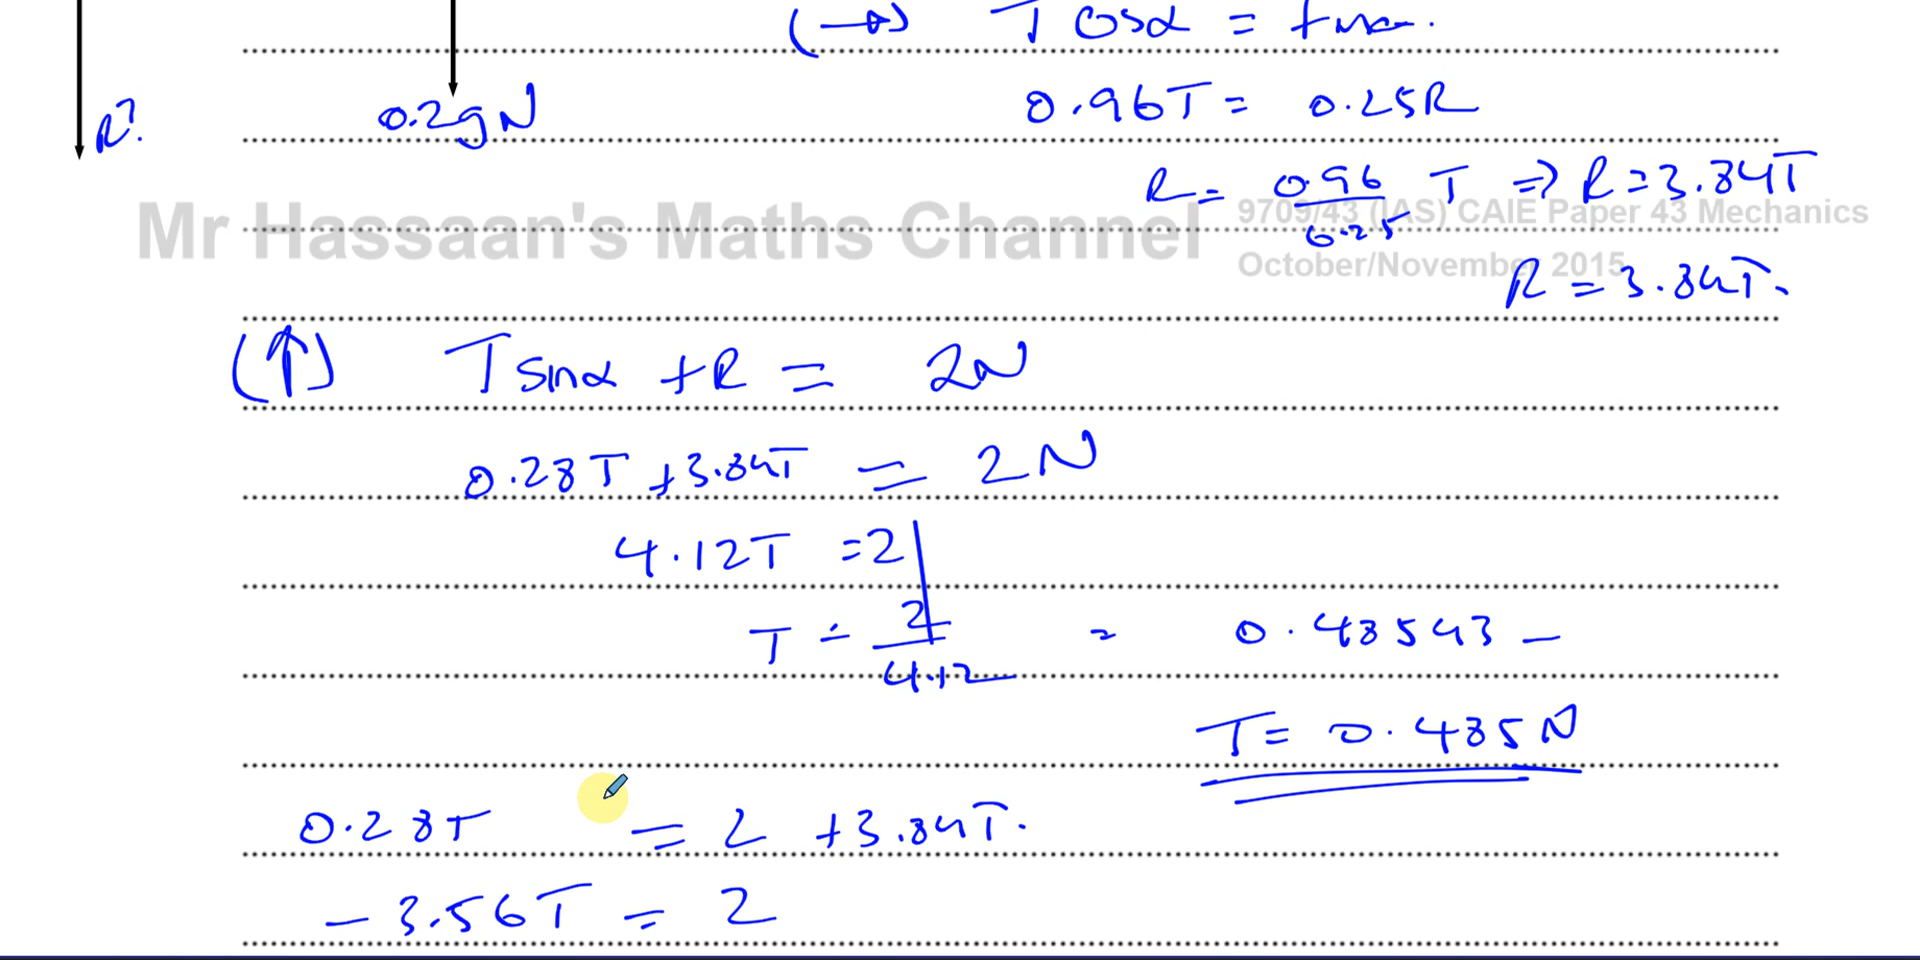 (→) T cosα = Fmax.
0.2gN
0.96T = 0.25R
R?
R = 0.96/0.25 T ⇒ R = 3.84T
Mr Hassaan's Maths Channel
9709/43 (AS) CAIE Paper 43 Mechanics
October/November 2015
R = 3.84T.
(↑) T sinα + R = 2N
0.28T + 3.84T = 2N
4.12T = 2
T = 2/4.12 = 0.48543 –
T = 0.485N
0.28T = 2 + 3.84T.
– 3.56T = 2